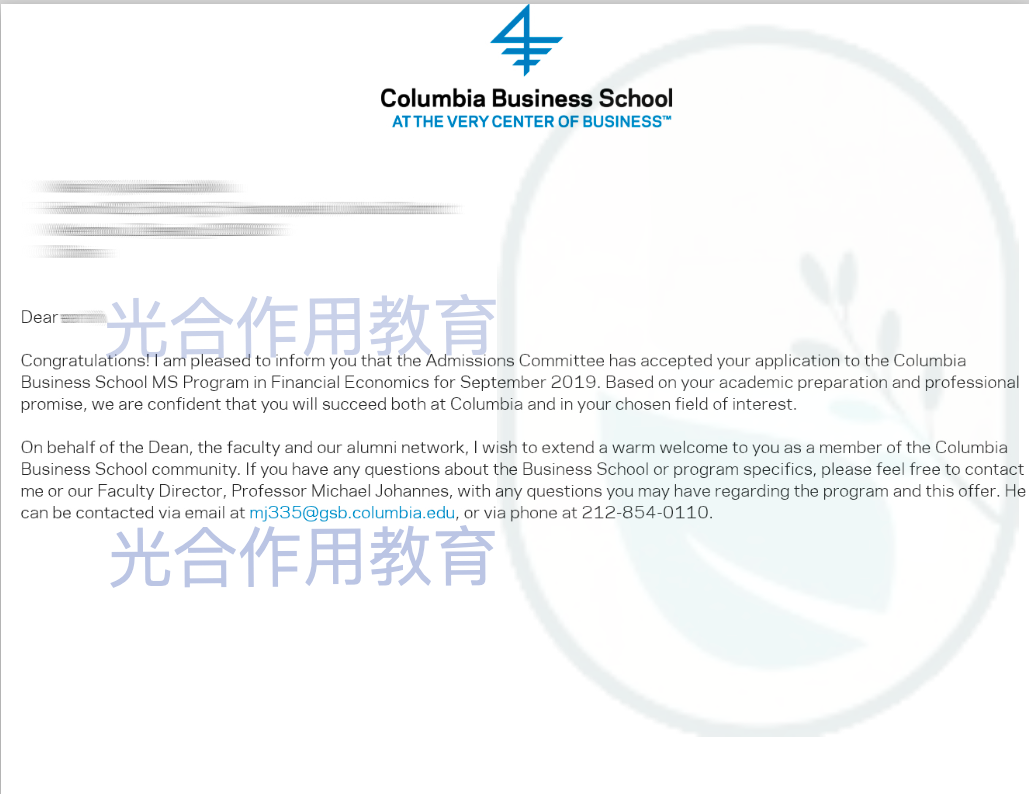 Columbia Business School
AT THE VERY CENTER OF BUSINESS™
Dear
光合作用教育
Congratulations! I am pleased to inform you that the Admissions Committee has accepted your application to the Columbia
Business School MS Program in Financial Economics for September 2019. Based on your academic preparation and professional
promise, we are confident that you will succeed both at Columbia and in your chosen field of interest.
On behalf of the Dean, the faculty and our alumni network, I wish to extend a warm welcome to you as a member of the Columbia
Business School community. If you have any questions about the Business School or program specifics, please feel free to contact
me or our Faculty Director, Professor Michael Johannes, with any questions you may have regarding the program and this offer. He
can be contacted via email at mj335@gsb.columbia.edu, or via phone at 212-854-0110.
光合作用教育